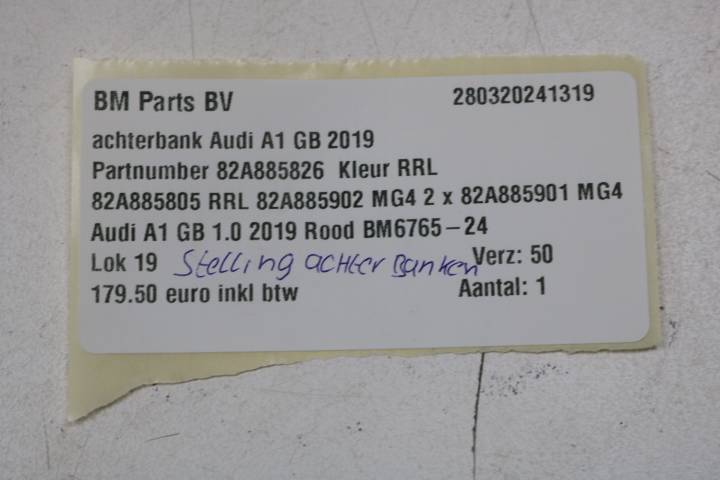 BM Parts BV 280320241319
achterbank Audi A1 GB 2019
Partnumber 82A885826 Kleur RRL
82A885805 RRL 82A885902 MG4 2 x 82A885901 MG4
Audi A1 GB 1.0 2019 Rood BM6765-24
Lok 19 Stelling achter Banken Verz: 50
179.50 euro inkl btw Aantal: 1